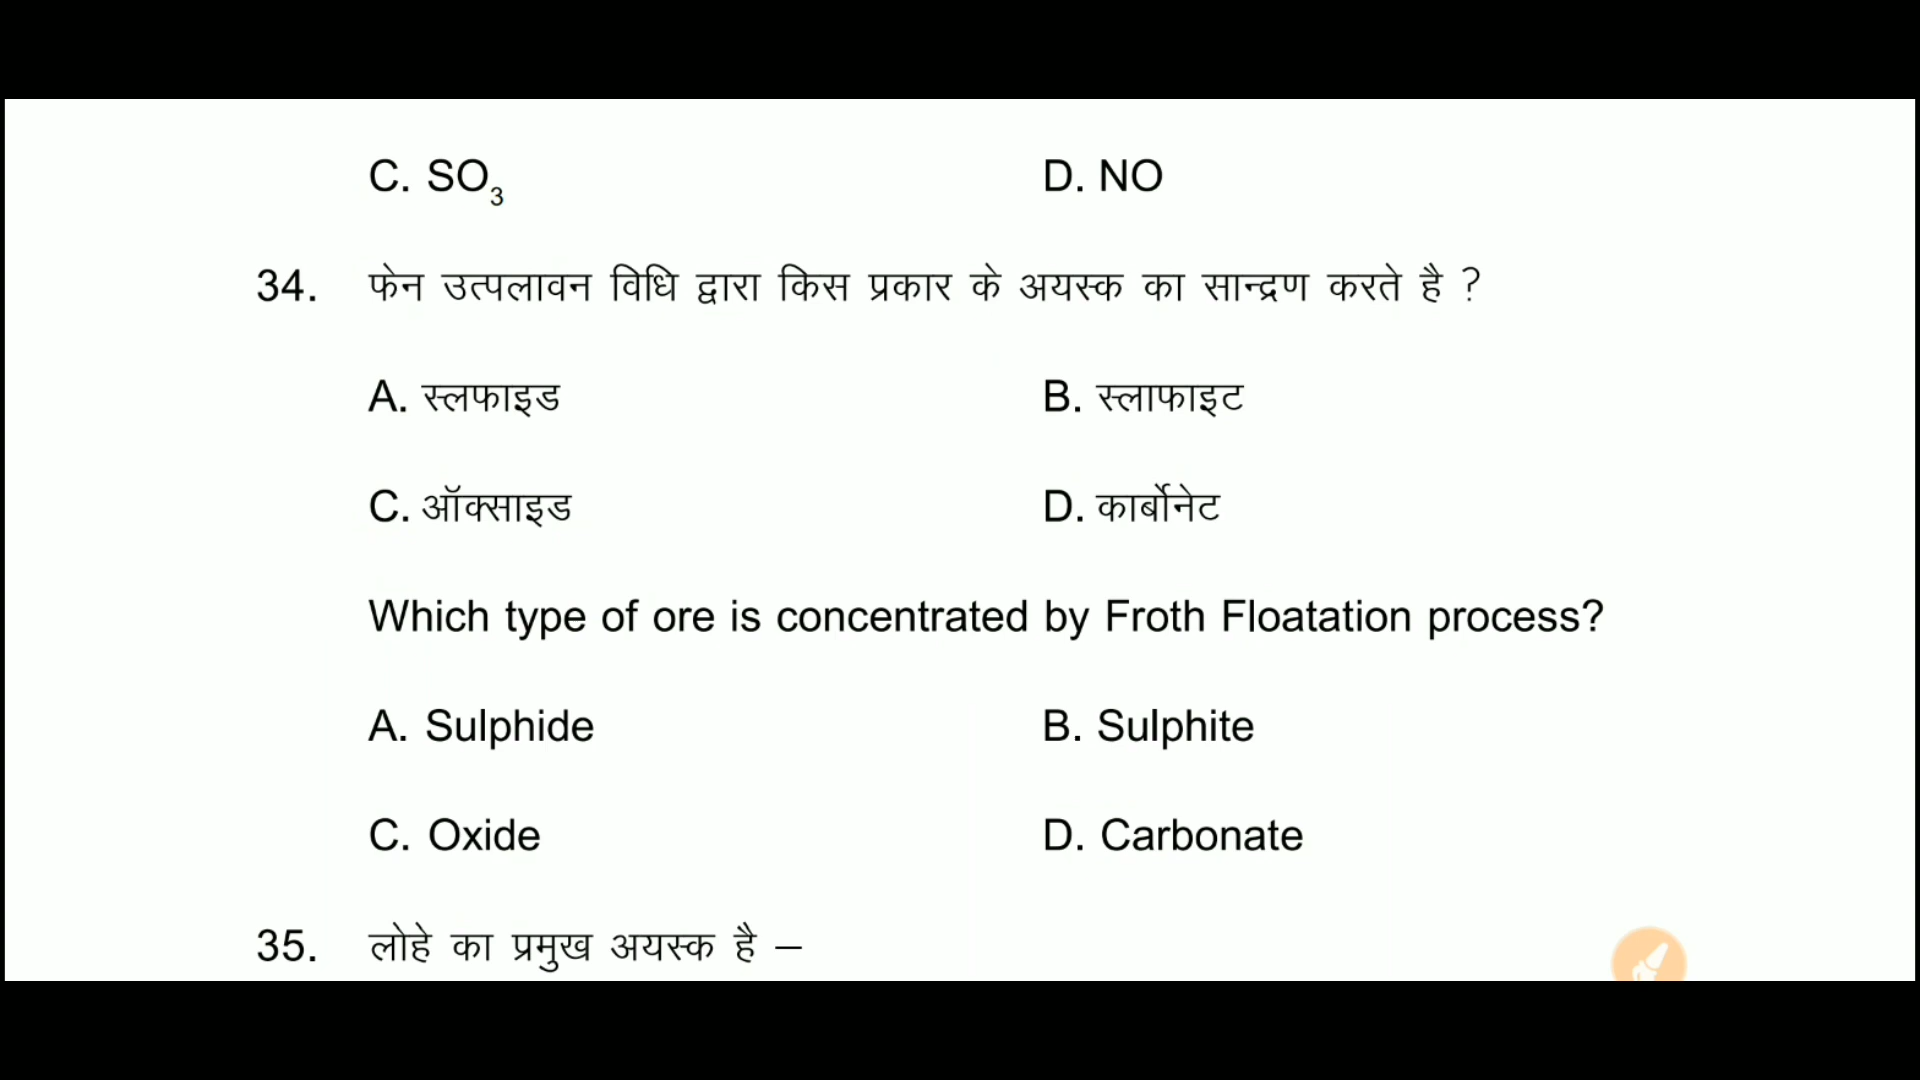 C. SO₃ D. NO
34. फेन उत्पलावन विधि द्वारा किस प्रकार के अयस्क का सान्द्रण करते है ?
A. स्लफाइड B. स्लाफाइट
C. ऑक्साइड D. कार्बोनेट
Which type of ore is concentrated by Froth Floatation process?
A. Sulphide B. Sulphite
C. Oxide D. Carbonate
35. लोहे का प्रमुख अयस्क है –